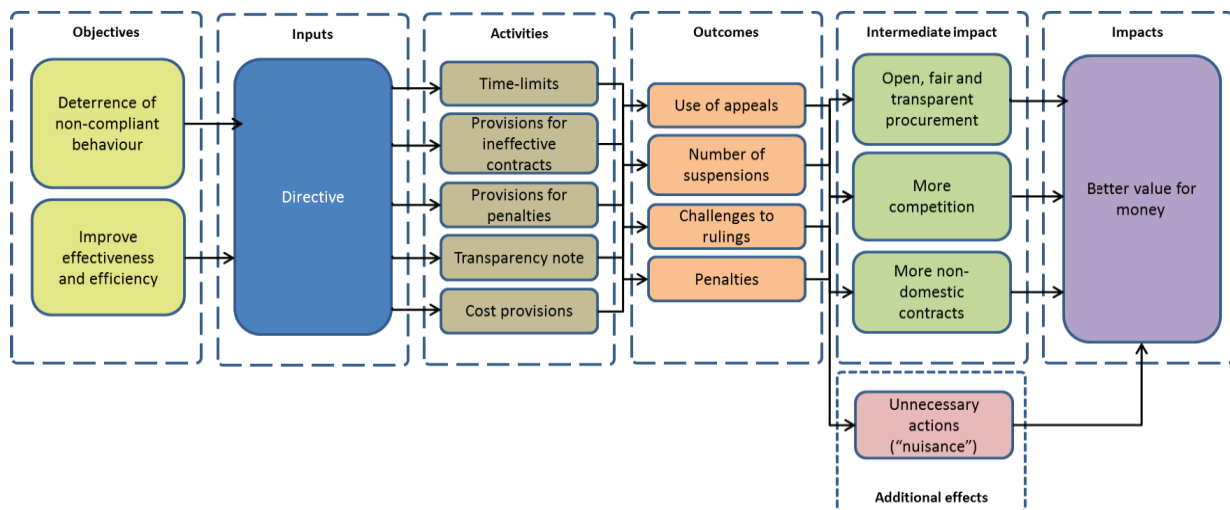 Objectives
Deterrence of
non-compliant
behaviour
Improve
effectiveness
and efficiency
Inputs
Directive
Activities
Time-limits
Provisions for
ineffective
contracts
Provisions for
penalties
Transparency note
Cost provisions
Outcomes
Use of appeals
Number of
suspensions
Challenges to
rulings
Penalties
Intermediate impact
Open, fair and
transparent
procurement
More
competition
More non-
domestic
contracts
Unnecessary
actions
(“nuisance”)
Additional effects
Impacts
Better value for
money